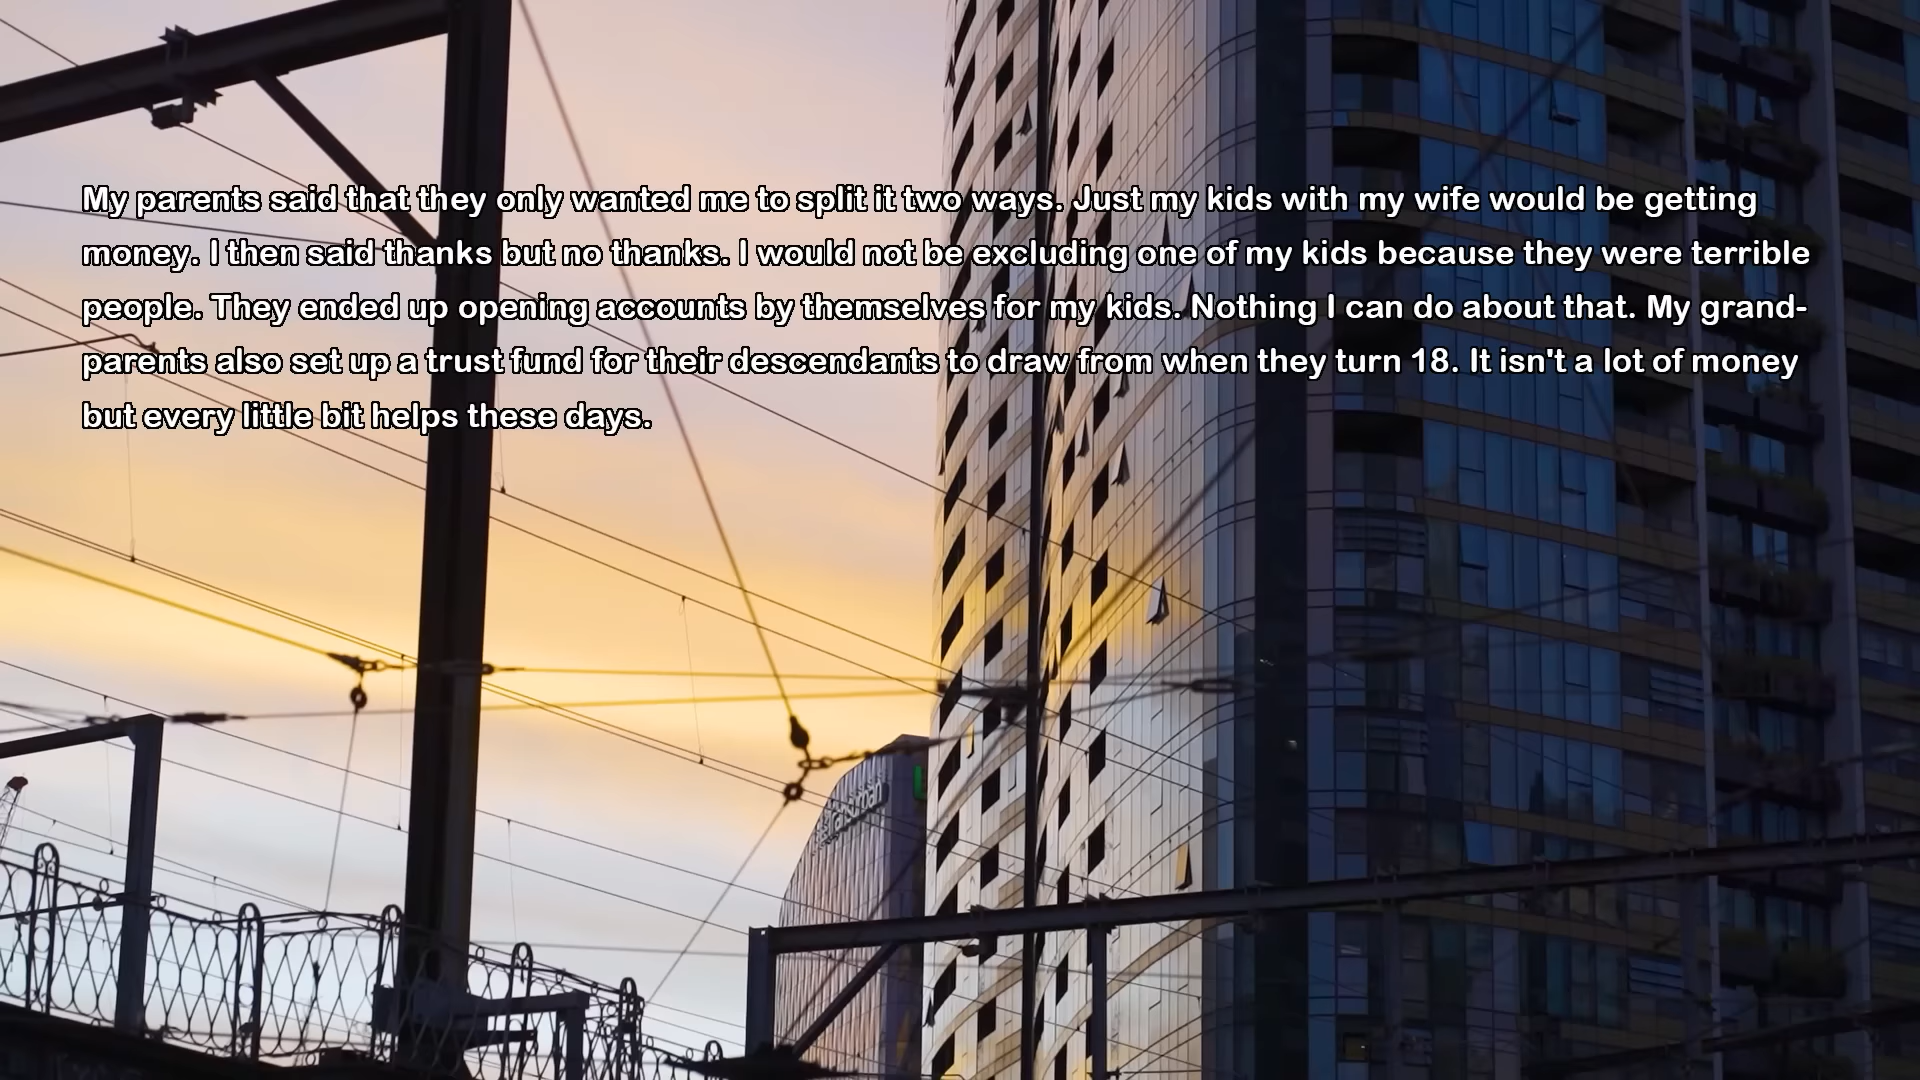 My parents said that they only wanted me to split it two ways. Just my kids with my wife would be getting
money. I then said thanks but no thanks. I would not be excluding one of my kids because they were terrible
people. They ended up opening accounts by themselves for my kids. Nothing I can do about that. My grand-
parents also set up a trust fund for their descendants to draw from when they turn 18. It isn't a lot of money
but every little bit helps these days.